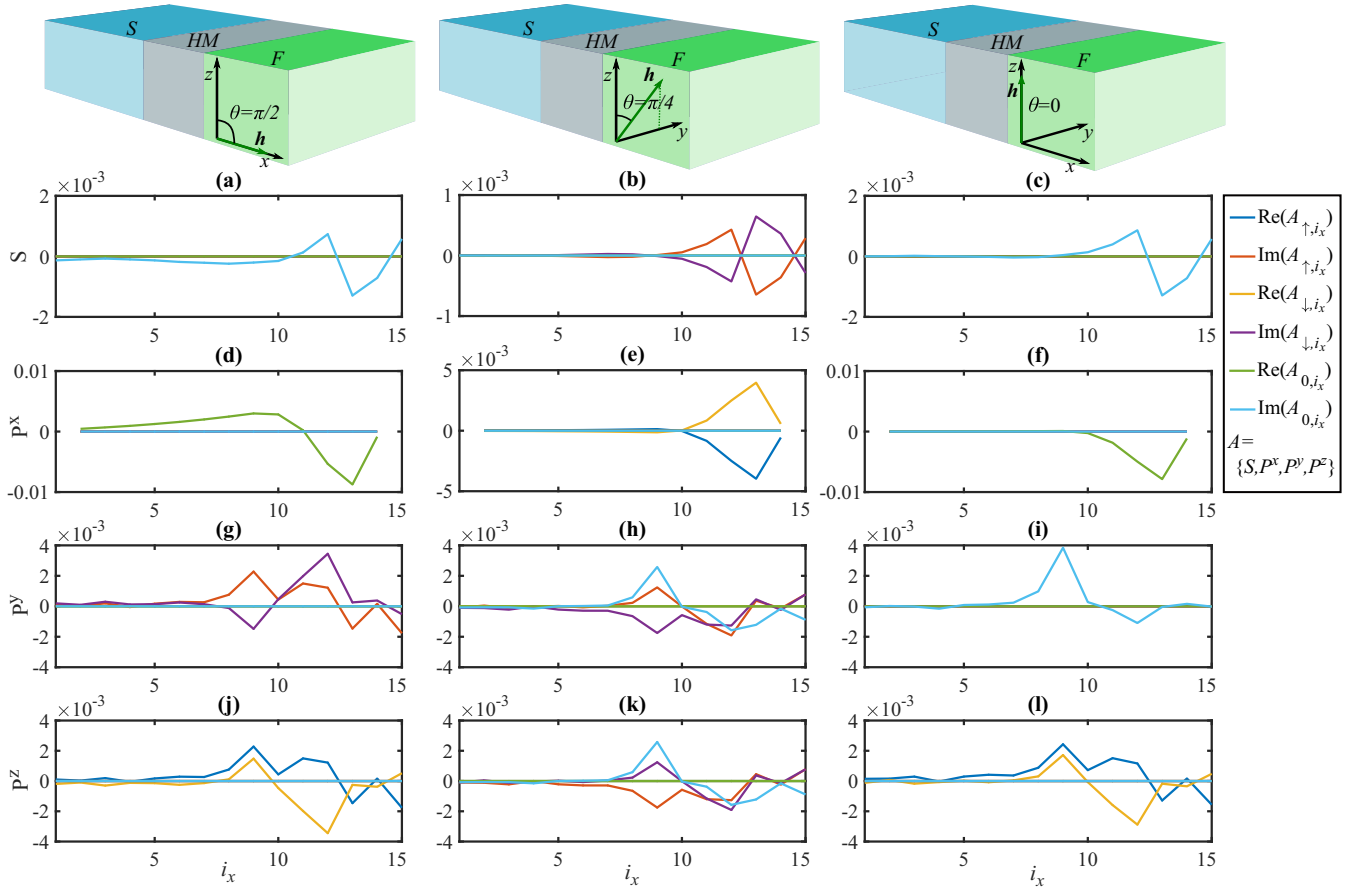 S HM F z θ=π/2 h x
S HM F z h θ=π/4 y
S HM F z h θ=0 y x
(a) (b) (c)
×10⁻³ ×10⁻³ ×10⁻³
S
2 0 -2 5 10 15
1 0 -1 5 10 15
2 0 -2 5 10 15
(d) (e) (f)
×10⁻³
Pˣ
0.01 0 -0.01 5 10 15
5 0 -5 5 10 15
0.01 0 -0.01 5 10 15
(g) (h) (i)
×10⁻³ ×10⁻³ ×10⁻³
Pʸ
4 2 0 -2 -4 5 10 15
4 2 0 -2 -4 5 10 15
4 2 0 -2 -4 5 10 15
(j) (k) (l)
×10⁻³ ×10⁻³ ×10⁻³
Pᶻ
4 2 0 -2 -4 5 10 15
4 2 0 -2 -4 5 10 15
4 2 0 -2 -4 5 10 15
iₓ iₓ iₓ
Re(A↑,iₓ)
Im(A↑,iₓ)
Re(A↓,iₓ)
Im(A↓,iₓ)
Re(A0,iₓ)
Im(A0,iₓ)
A=
{S,Pˣ,Pʸ,Pᶻ}